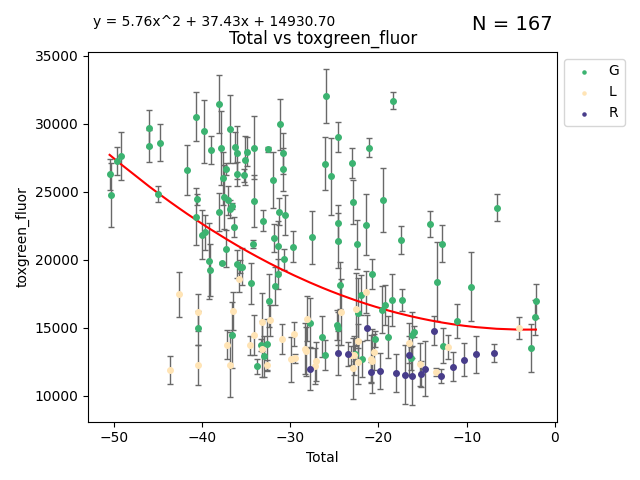 y = 5.76x^2 + 37.43x + 14930.70
N = 167
Total vs toxgreen_fluor
35000
30000
25000
20000
15000
10000
toxgreen_fluor
−50
−40
−30
−20
−10
0
Total
G
L
R